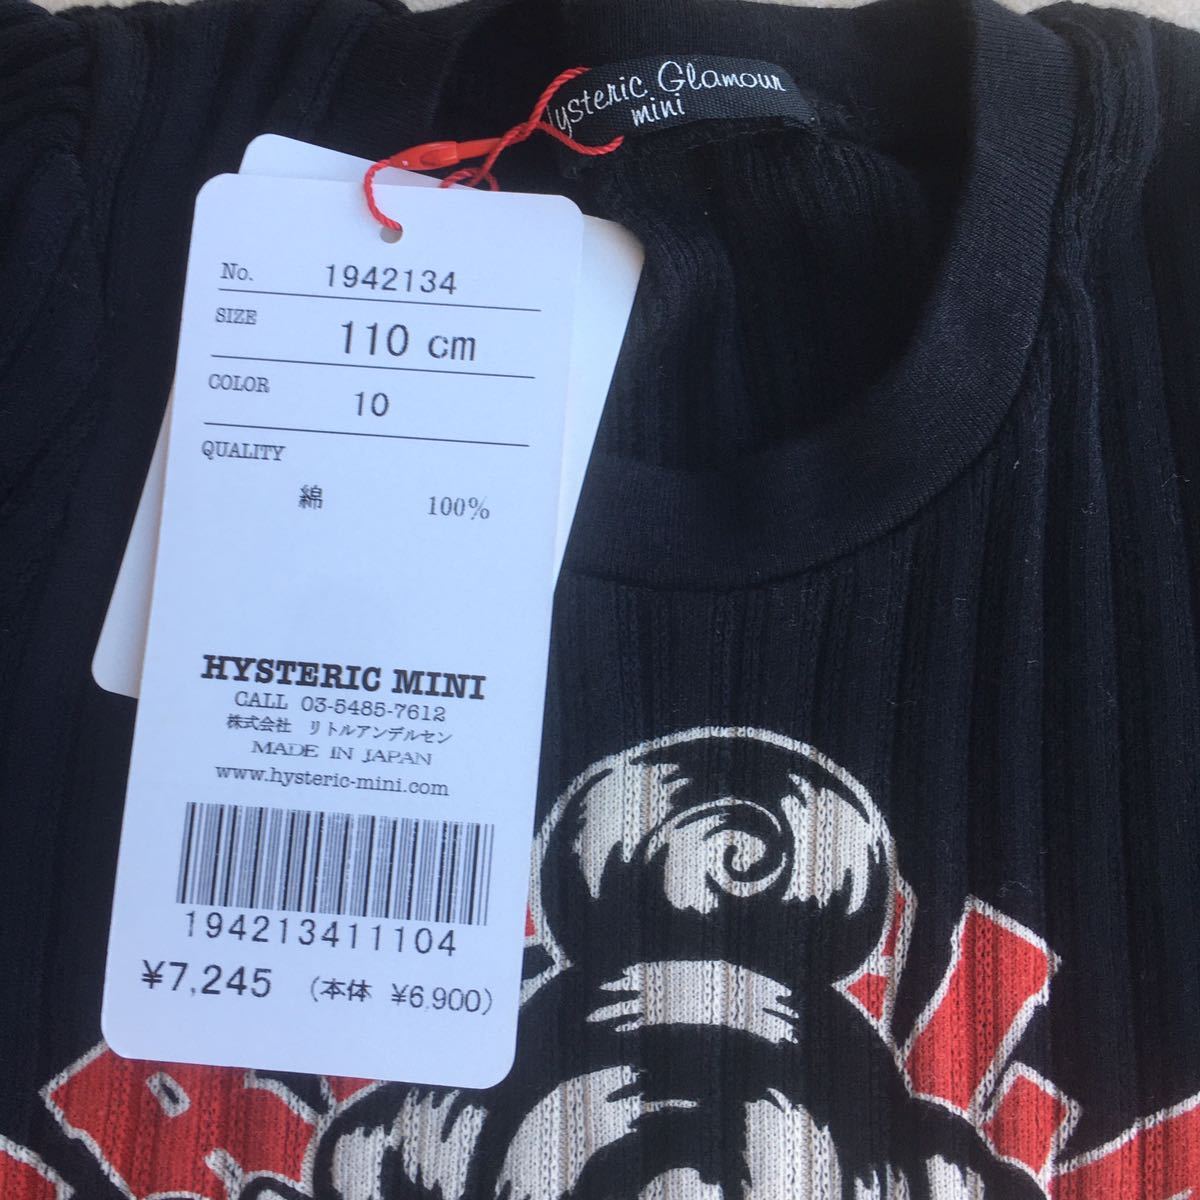 Hysteric Glamour
mini
No. 1942134
SIZE 110 cm
COLOR 10
QUALITY
綿 100%
HYSTERIC MINI
CALL 03-5485-7612
株式会社 リトルアンデルセン
MADE IN JAPAN
www.hysteric-mini.com
194213411104
¥7,245 (本体 ¥6,900)